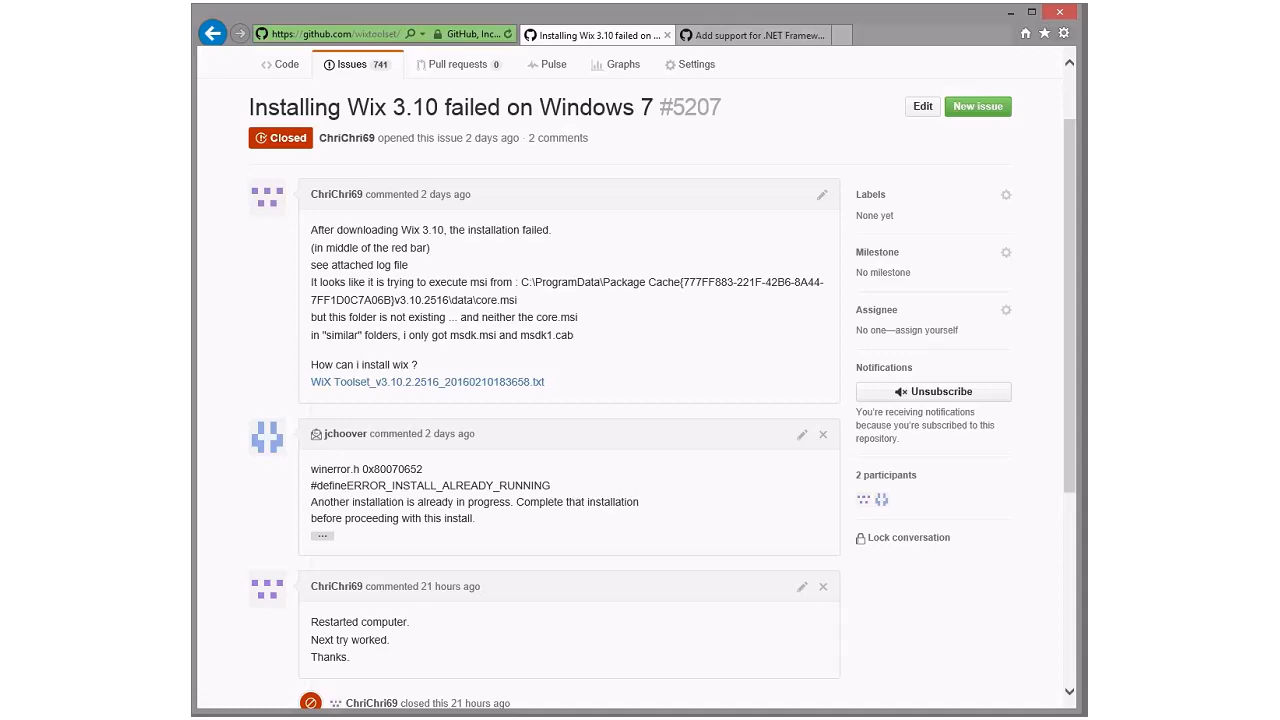 https://github.com/wixtoolset/
GitHub, Inc...
Installing Wix 3.10 failed on ...
Add support for .NET Framew...
Code
Issues 741
Pull requests 0
Pulse
Graphs
Settings
Installing Wix 3.10 failed on Windows 7 #5207
Edit
New issue
Closed
ChriChri69 opened this issue 2 days ago · 2 comments
ChriChri69 commented 2 days ago
After downloading Wix 3.10, the installation failed.
(in middle of the red bar)
see attached log file
It looks like it is trying to execute msi from : C:\ProgramData\Package Cache{777FF883-221F-42B6-8A44-
7FF1D0C7A06B}v3.10.2516\data\core.msi
but this folder is not existing ... and neither the core.msi
in "similar" folders, i only got msdk.msi and msdk1.cab
How can i install wix ?
WiX Toolset_v3.10.2.2516_20160210183658.txt
jchoover commented 2 days ago
winerror.h 0x80070652
#defineERROR_INSTALL_ALREADY_RUNNING
Another installation is already in progress. Complete that installation
before proceeding with this install.
...
ChriChri69 commented 21 hours ago
Restarted computer.
Next try worked.
Thanks.
ChriChri69 closed this 21 hours ago
Labels
None yet
Milestone
No milestone
Assignee
No one—assign yourself
Notifications
Unsubscribe
You're receiving notifications
because you're subscribed to this
repository.
2 participants
Lock conversation